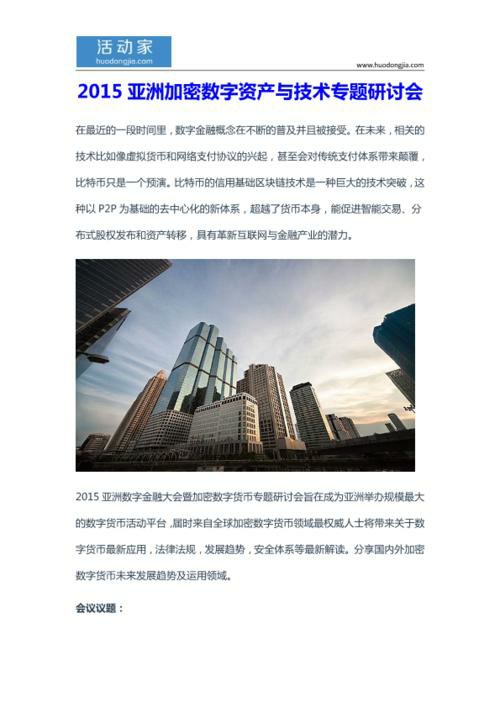 活动家
huodongjia.com
www.huodongjia.com
2015 亚洲加密数字资产与技术专题研讨会
在最近的一段时间里，数字金融概念在不断的普及并且被接受。在未来，相关的
技术比如像虚拟货币和网络支付协议的兴起，甚至会对传统支付体系带来颠覆，
比特币只是一个预演。比特币的信用基础区块链技术是一种巨大的技术突破，这
种以 P2P 为基础的去中心化的新体系，超越了货币本身，能促进智能交易、分
布式股权发布和资产转移，具有革新互联网与金融产业的潜力。
2015 亚洲数字金融大会暨加密数字货币专题研讨会旨在成为亚洲举办规模最大
的数字货币活动平台，届时来自全球加密数字货币领域最权威人士将带来关于数
字货币最新应用，法律法规，发展趋势，安全体系等最新解读。分享国内外加密
数字货币未来发展趋势及运用领域。
会议议题：